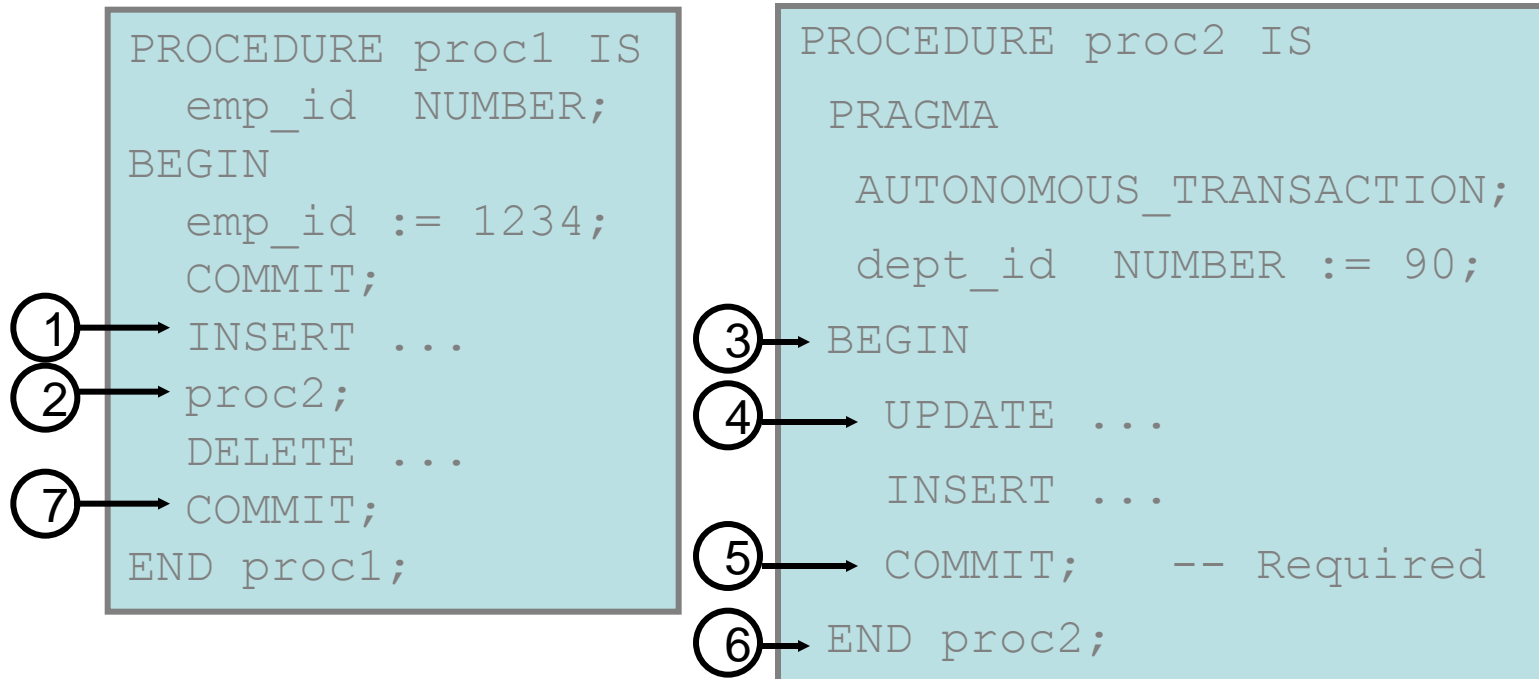 PROCEDURE proc1 IS
emp_id NUMBER;
BEGIN
emp_id := 1234;
COMMIT;
1 INSERT ...
2 proc2;
DELETE ...
7 COMMIT;
END proc1;
PROCEDURE proc2 IS
PRAGMA
AUTONOMOUS_TRANSACTION;
dept_id NUMBER := 90;
3 BEGIN
4 UPDATE ...
INSERT ...
5 COMMIT; -- Required
6 END proc2;